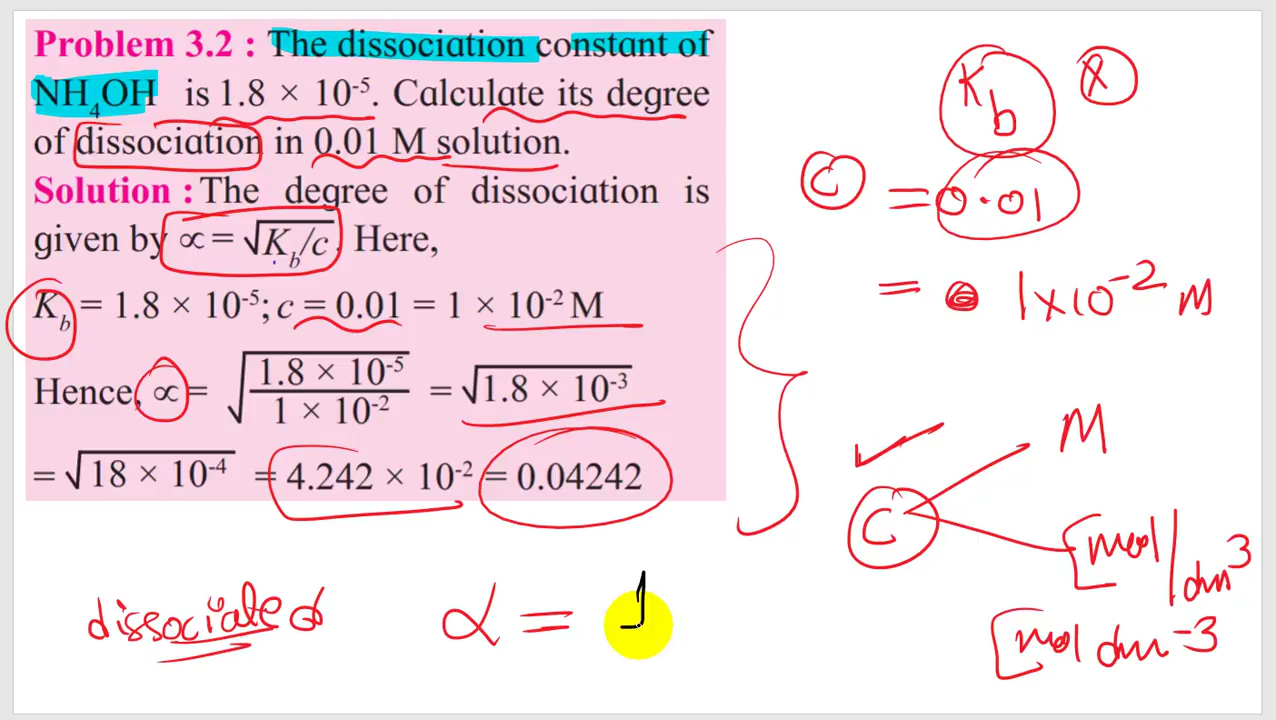 Problem 3.2 : The dissociation constant of
NH₄OH is 1.8 × 10⁻⁵. Calculate its degree
of dissociation in 0.01 M solution.
Solution : The degree of dissociation is
given by ∝ = √K_b/c . Here,
K_b = 1.8 × 10⁻⁵; c = 0.01 = 1 × 10⁻² M
Hence, ∝ = √(1.8 × 10⁻⁵ / 1 × 10⁻²) = √1.8 × 10⁻³
= √18 × 10⁻⁴ = 4.242 × 10⁻² = 0.04242
K_b
C = 0.01
= 1×10⁻² M
C
M
mol/dm³
mol dm⁻³
dissociated
α =